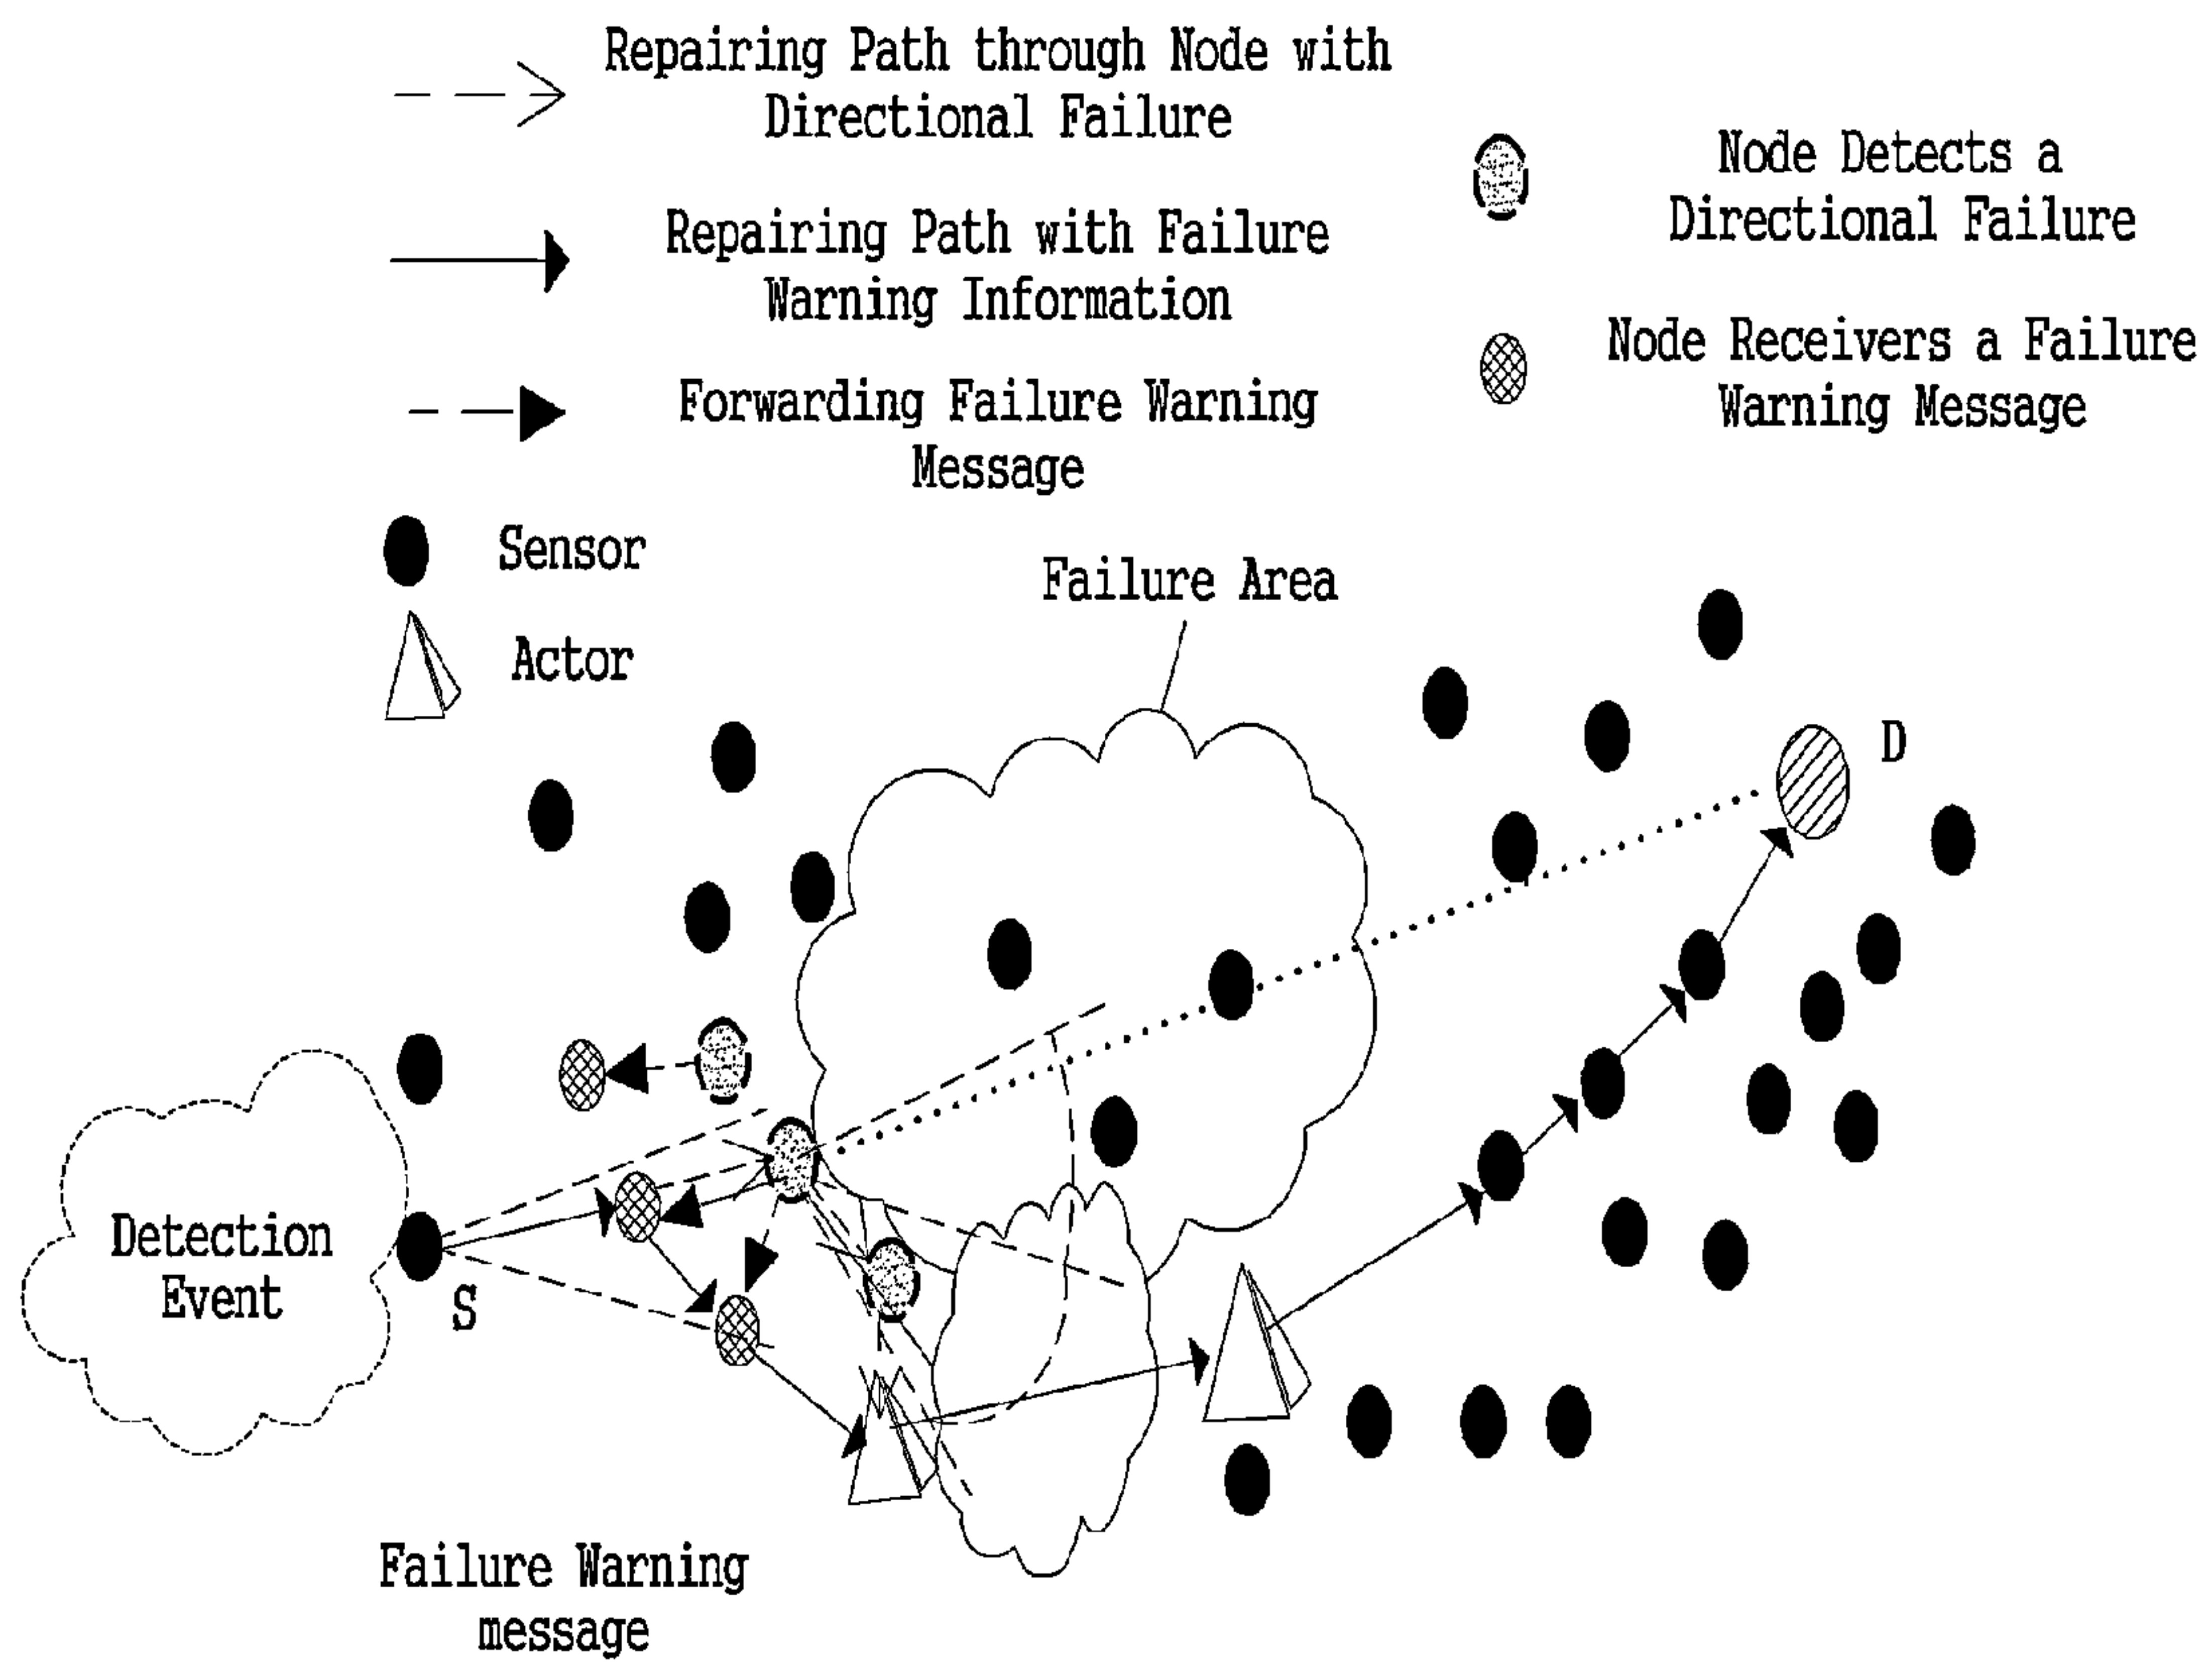 Repairing Path through Node with
Directional Failure
Repairing Path with Failure
Warning Information
Forwarding Failure Warning
Message
Node Detects a
Directional Failure
Node Receivers a Failure
Warning Message
Sensor
Actor
Failure Area
D
Detection
Event
S
Failure Warning
message